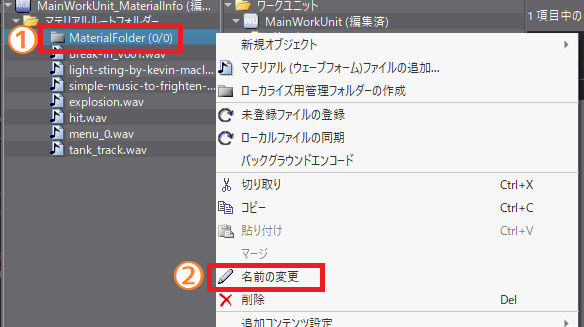 MainWorkUnit_MaterialInfo (編...
マテリアル・ルートフォルダー
① MaterialFolder (0/0)
break-in_v001.wav
light-sting-by-kevin-macl...
simple-music-to-frighten-...
explosion.wav
hit.wav
menu_0.wav
tank_track.wav
ワークユニット
MainWorkUnit (編集済)
1 項目中の
新規オブジェクト
マテリアル (ウェーブフォーム)ファイルの追加...
ローカライズ用管理フォルダーの作成
未登録ファイルの登録
ローカルファイルの同期
バックグラウンドエンコード
切り取り Ctrl+X
コピー Ctrl+C
貼り付け Ctrl+V
マージ
② 名前の変更
削除 Del
追加コンテンツ設定